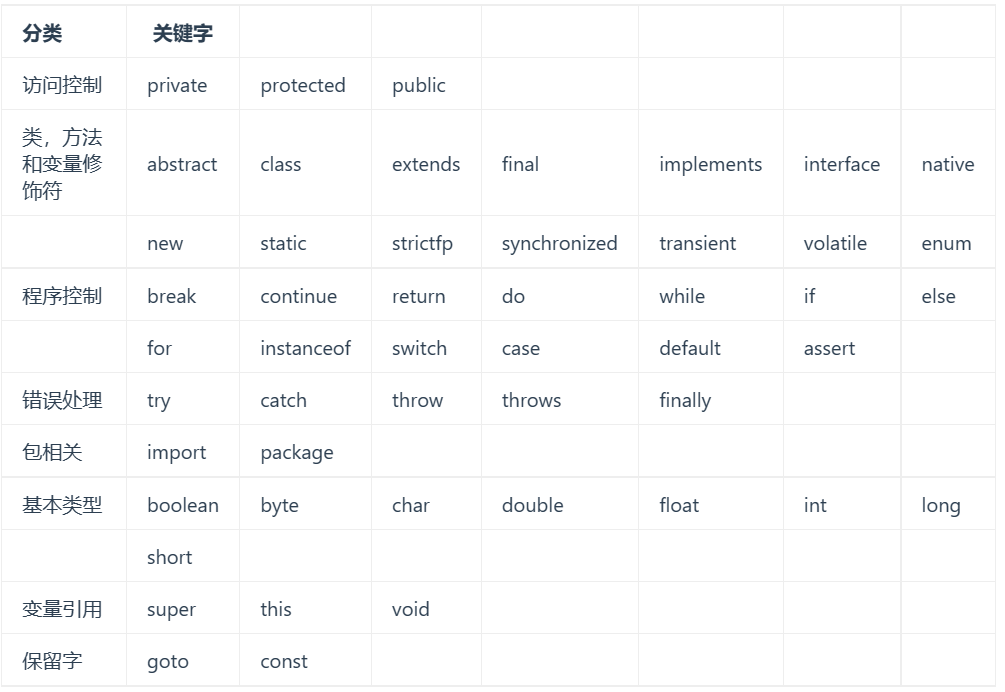 分类 关键字
访问控制 private protected public
类，方法
和变量修
饰符
abstract class extends final implements interface native
new static strictfp synchronized transient volatile enum
程序控制 break continue return do while if else
for instanceof switch case default assert
错误处理 try catch throw throws finally
包相关 import package
基本类型 boolean byte char double float int long
short
变量引用 super this void
保留字 goto const